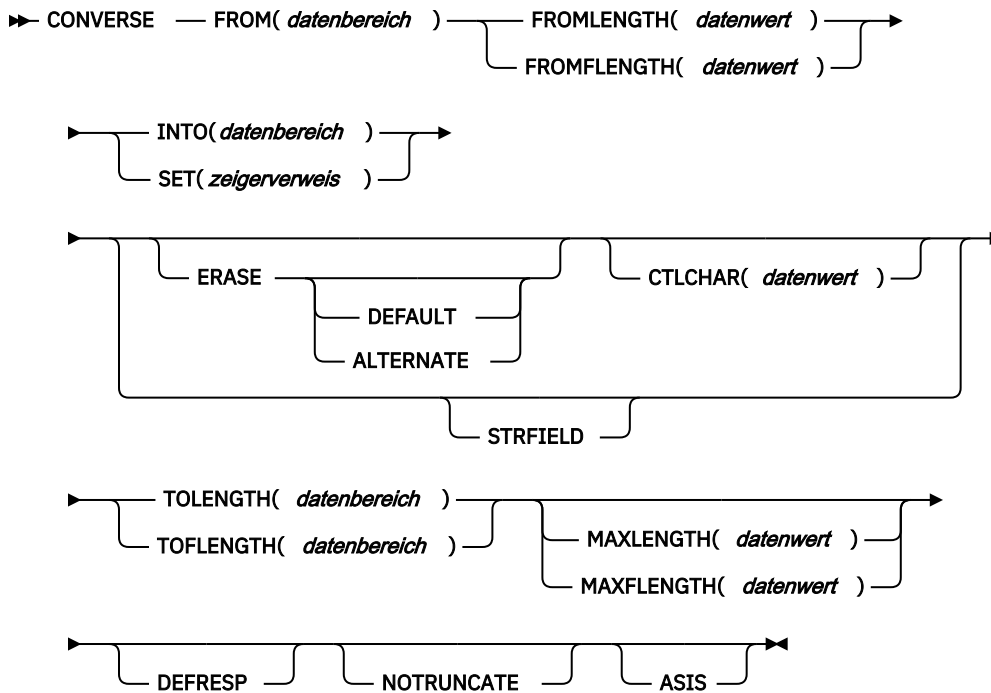 CONVERSE FROM( datenbereich ) FROMLENGTH( datenwert )
FROMFLENGTH( datenwert )
INTO( datenbereich )
SET( zeigerverweis )
ERASE CTLCHAR( datenwert )
DEFAULT
ALTERNATE
STRFIELD
TOLENGTH( datenbereich )
TOFLENGTH( datenbereich )
MAXLENGTH( datenwert )
MAXFLENGTH( datenwert )
DEFRESP NOTRUNCATE ASIS